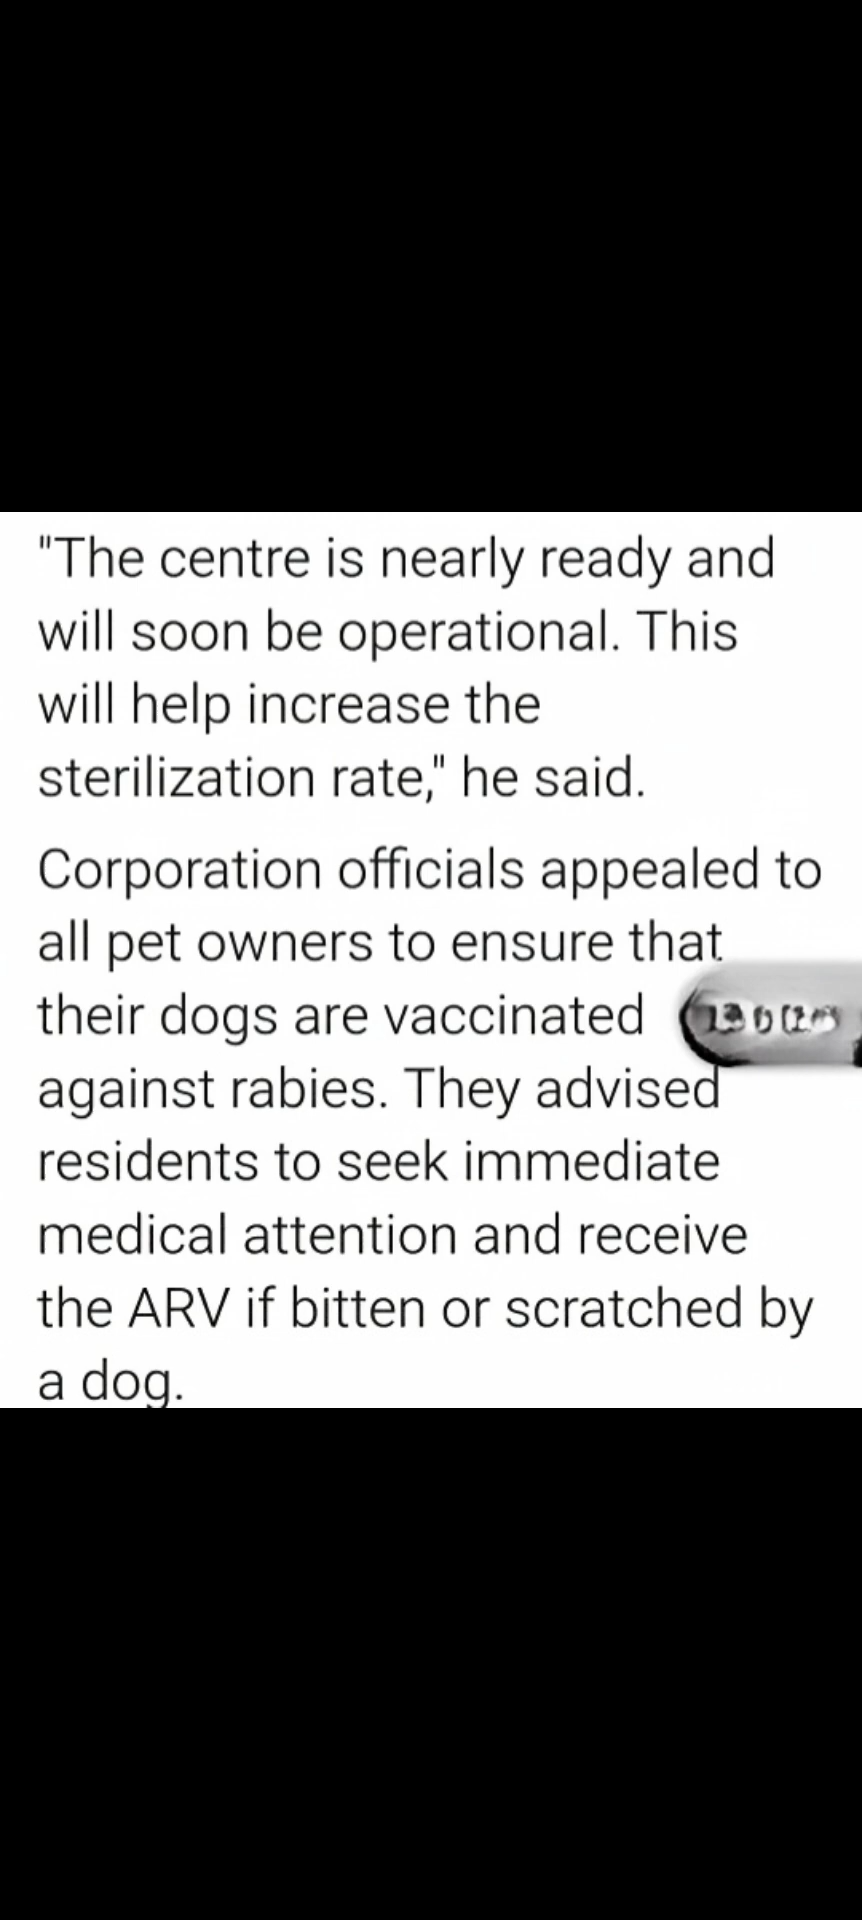 "The centre is nearly ready and
will soon be operational. This
will help increase the
sterilization rate," he said.
Corporation officials appealed to
all pet owners to ensure that
their dogs are vaccinated
against rabies. They advised
residents to seek immediate
medical attention and receive
the ARV if bitten or scratched by
a dog.